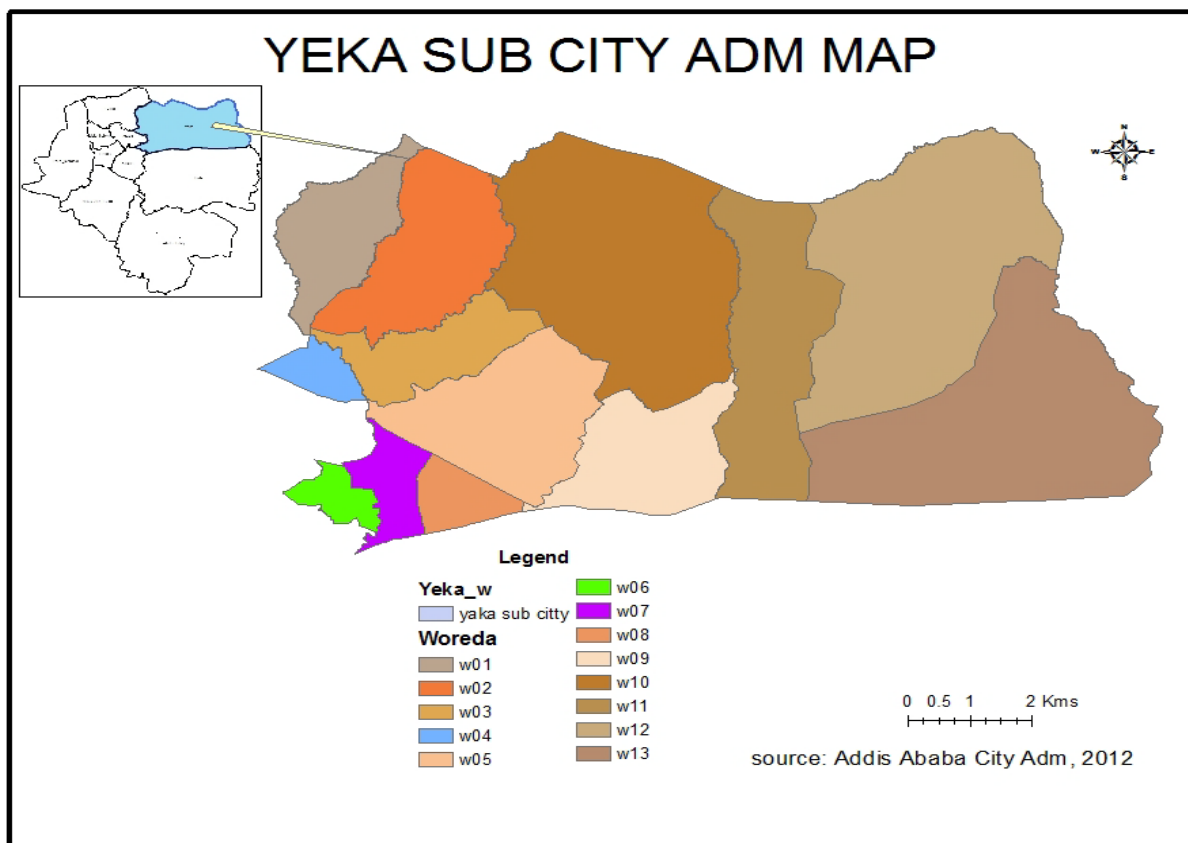 YEKA SUB CITY ADM MAP
N
W E
S
Legend
Yeka_w
yaka sub citty
Woreda
w01
w02
w03
w04
w05
w06
w07
w08
w09
w10
w11
w12
w13
0 0.5 1 2 Kms
source: Addis Ababa City Adm, 2012